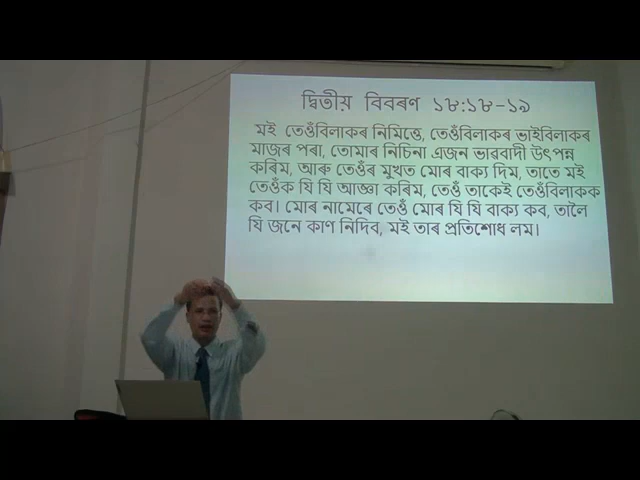 দ্বিতীয় বিবৰণ ১৮:১৮-১৯
মই তেওঁবিলাকৰ নিমিত্তে, তেওঁবিলাকৰ ভাইবিলাকৰ
মাজৰ পৰা, তোমাৰ নিচিনা এজন ভাৱবাদী উৎপন্ন
কৰিম, আৰু তেওঁৰ মুখত মোৰ বাক্য দিম, তাতে মই
তেওঁক যি যি আজ্ঞা কৰিম, তেওঁ তাকেই তেওঁবিলাকক
কব। মোৰ নামেৰে তেওঁ মোৰ যি যি বাক্য কব, তালৈ
যি জনে কাণ নিদিব, মই তাৰ প্ৰতিশোধ লম।